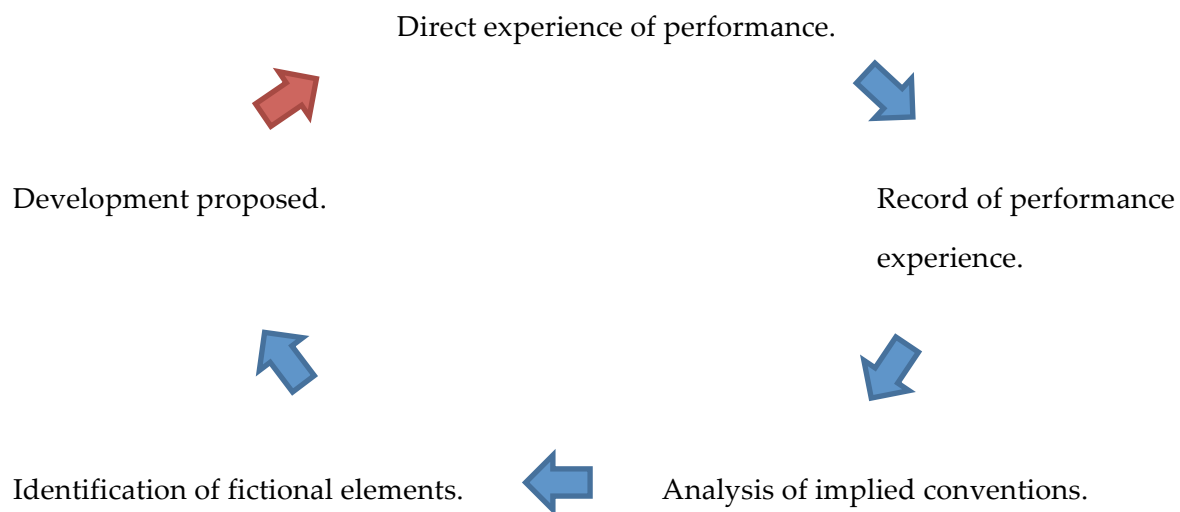 Direct experience of performance.
Development proposed.
Record of performance
experience.
Identification of fictional elements.
Analysis of implied conventions.